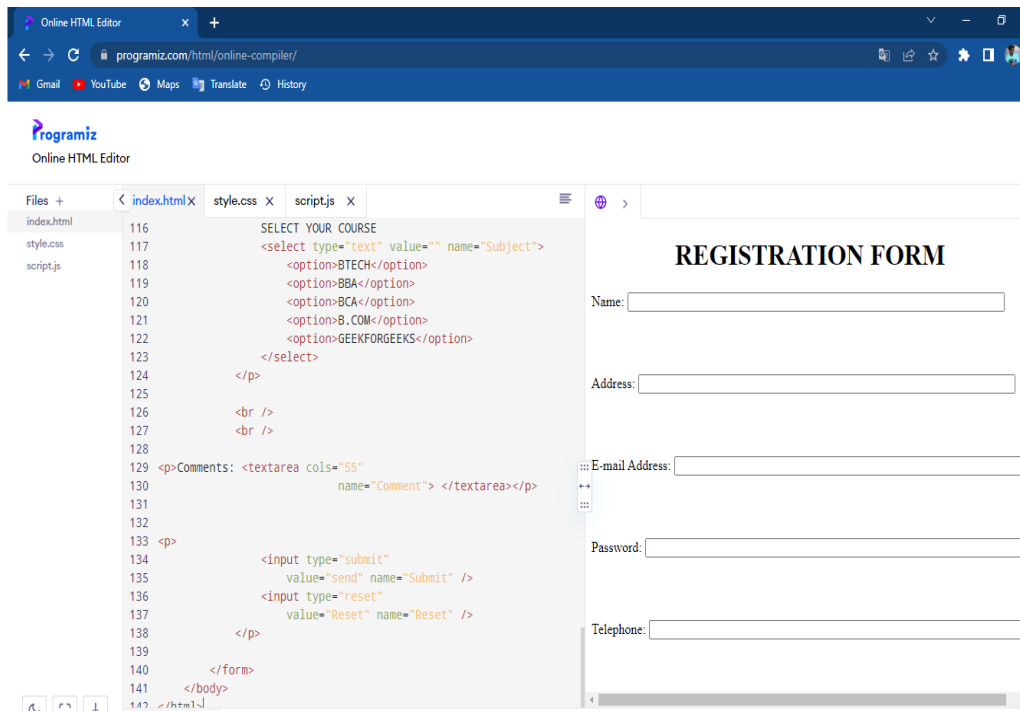 Online HTML Editor
programiz.com/html/online-compiler/
Gmail YouTube Maps Translate History
Programiz
Online HTML Editor
Files +
index.html
style.css
script.js
index.html X style.css X script.js X
116 SELECT YOUR COURSE
117 <select type="text" value="" name="Subject">
118 <option>BTECH</option>
119 <option>BBA</option>
120 <option>BCA</option>
121 <option>B.COM</option>
122 <option>GEEKFORGEEKS</option>
123 </select>
124 </p>
125
126 <br />
127 <br />
128
129 <p>Comments: <textarea cols="55"
130 name="Comment"> </textarea></p>
131
132
133 <p>
134 <input type="submit"
135 value="send" name="Submit" />
136 <input type="reset"
137 value="Reset" name="Reset" />
138 </p>
139
140 </form>
141 </body>
142 </html>
REGISTRATION FORM
Name:
Address:
E-mail Address:
Password:
Telephone: